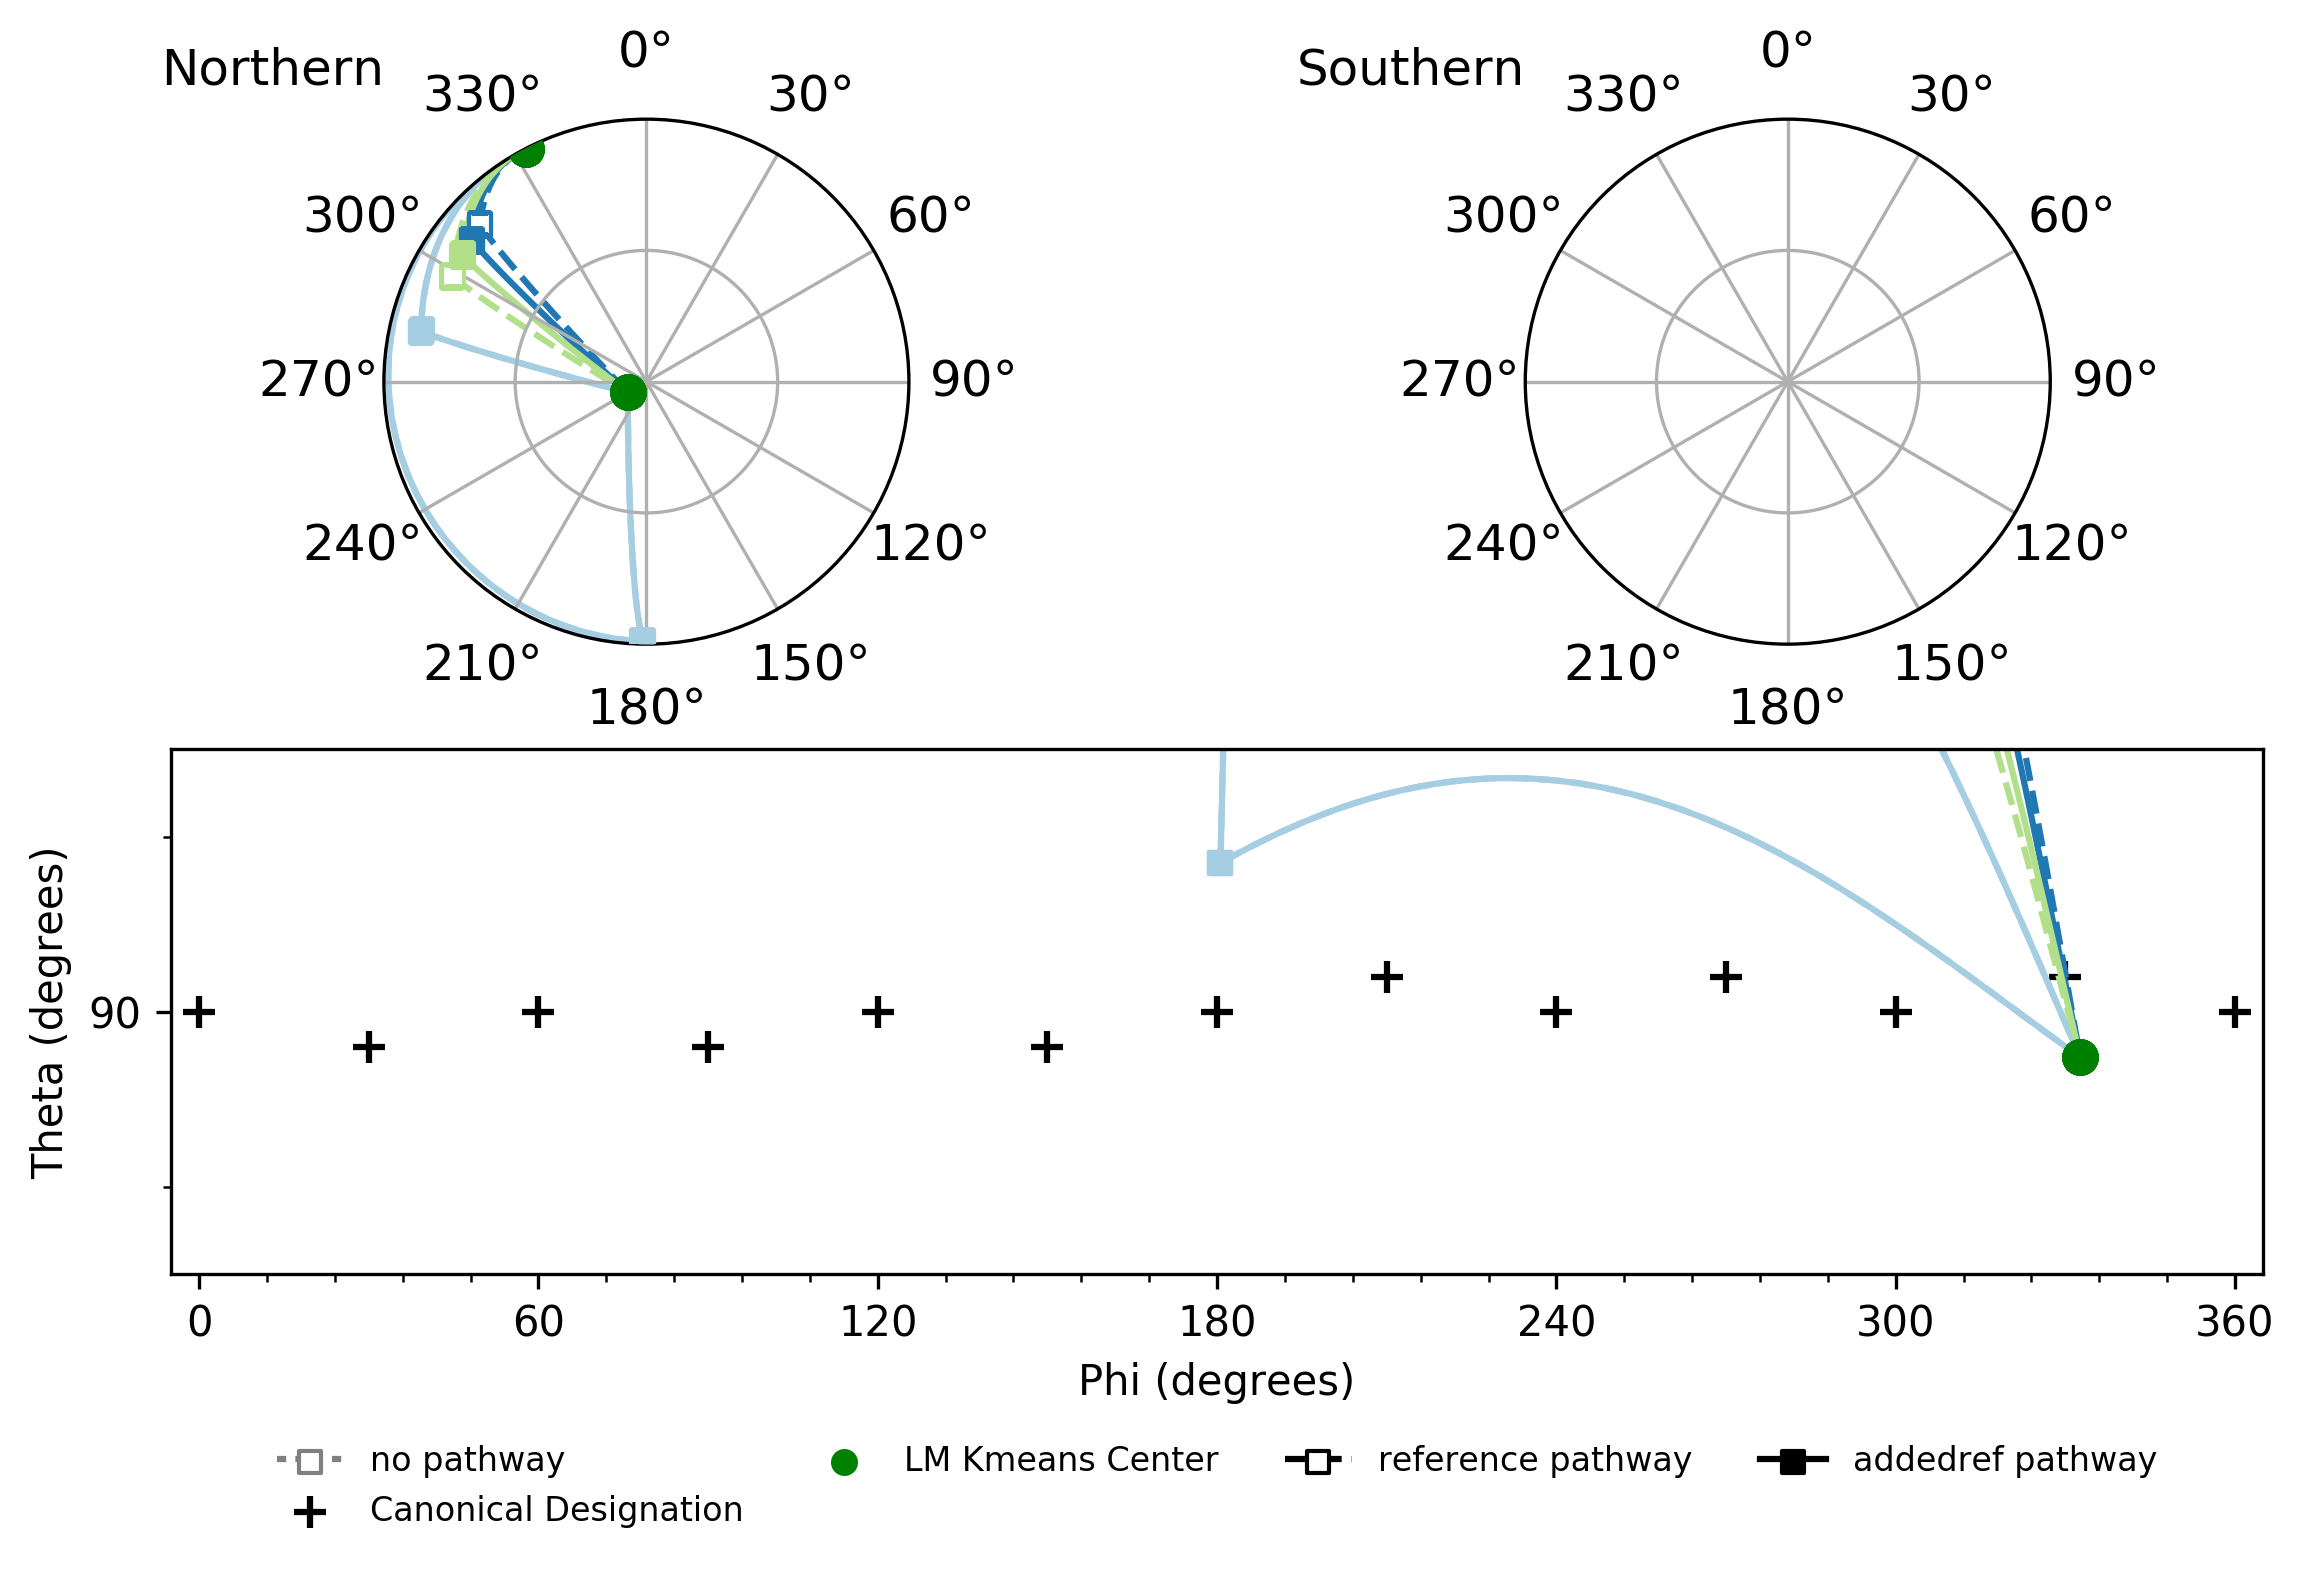 Northern
0°
30°
60°
90°
120°
150°
180°
210°
240°
270°
300°
330°
Southern
0°
30°
60°
90°
120°
150°
180°
210°
240°
270°
300°
330°
Theta (degrees)
90
0 60 120 180 240 300 360
Phi (degrees)
no pathway
Canonical Designation
LM Kmeans Center
reference pathway
addedref pathway